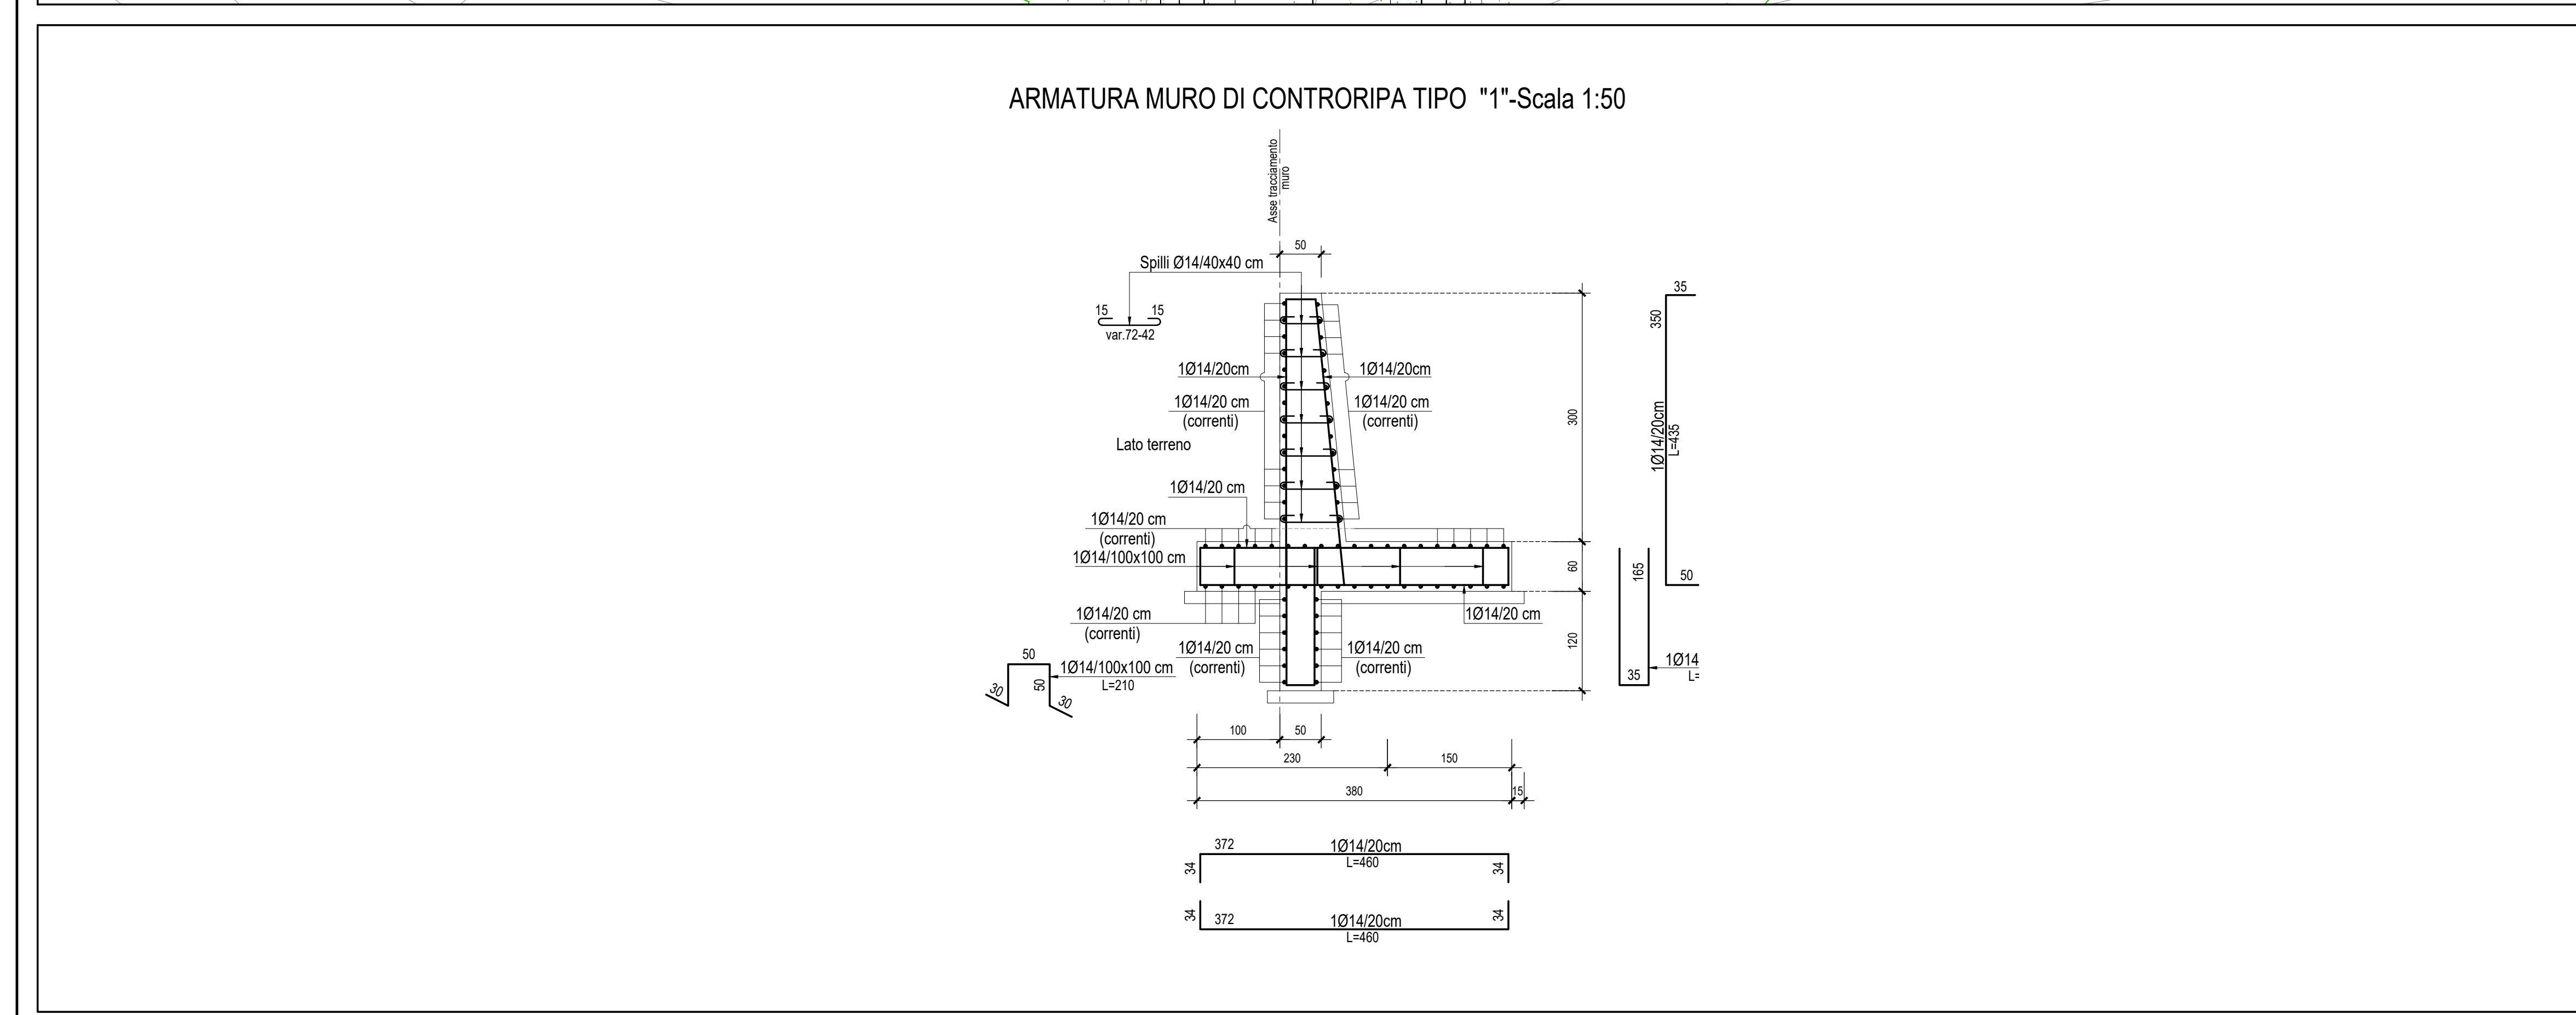 ARMATURA MURO DI CONTRORIPA TIPO "1"-Scala 1:50
Asse tracciamento
muro
50
Spilli Ø14/40x40 cm
15
15
var.72-42
1Ø14/20cm
1Ø14/20cm
1Ø14/20 cm
(correnti)
1Ø14/20 cm
(correnti)
Lato terreno
1Ø14/20 cm
1Ø14/20 cm
(correnti)
1Ø14/100x100 cm
1Ø14/20 cm
(correnti)
1Ø14/20 cm
1Ø14/20 cm
(correnti)
1Ø14/20 cm
(correnti)
300
60
120
35
350
1Ø14/20cm
L=435
50
165
35
1Ø14
L=
50
50
30
30
1Ø14/100x100 cm
L=210
100
50
230
150
380
15
372
1Ø14/20cm
L=460
34
34
34
372
1Ø14/20cm
L=460
34